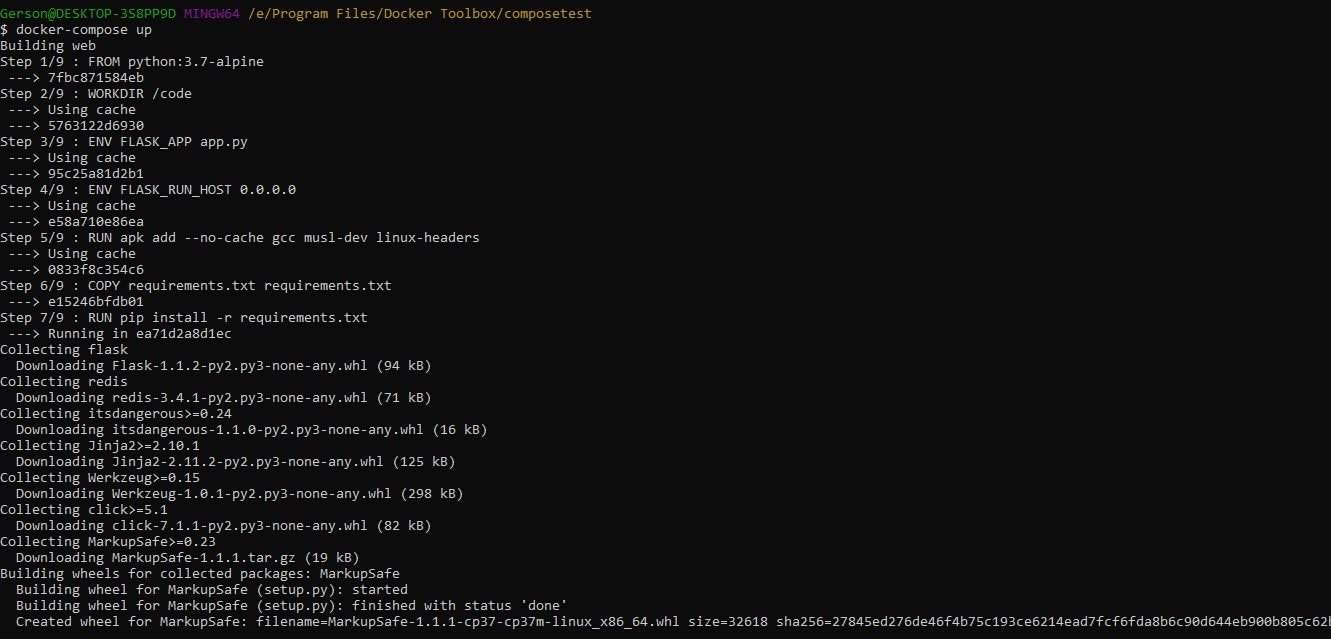 Gerson@DESKTOP-3S8PP9D MINGW64 /e/Program Files/Docker Toolbox/composetest
$ docker-compose up
Building web
Step 1/9 : FROM python:3.7-alpine
 ---> 7fbc871584eb
Step 2/9 : WORKDIR /code
 ---> Using cache
 ---> 5763122d6930
Step 3/9 : ENV FLASK_APP app.py
 ---> Using cache
 ---> 95c25a81d2b1
Step 4/9 : ENV FLASK_RUN_HOST 0.0.0.0
 ---> Using cache
 ---> e58a710e86ea
Step 5/9 : RUN apk add --no-cache gcc musl-dev linux-headers
 ---> Using cache
 ---> 0833f8c354c6
Step 6/9 : COPY requirements.txt requirements.txt
 ---> e15246bfdb01
Step 7/9 : RUN pip install -r requirements.txt
 ---> Running in ea71d2a8d1ec
Collecting flask
  Downloading Flask-1.1.2-py2.py3-none-any.whl (94 kB)
Collecting redis
  Downloading redis-3.4.1-py2.py3-none-any.whl (71 kB)
Collecting itsdangerous>=0.24
  Downloading itsdangerous-1.1.0-py2.py3-none-any.whl (16 kB)
Collecting Jinja2>=2.10.1
  Downloading Jinja2-2.11.2-py2.py3-none-any.whl (125 kB)
Collecting Werkzeug>=0.15
  Downloading Werkzeug-1.0.1-py2.py3-none-any.whl (298 kB)
Collecting click>=5.1
  Downloading click-7.1.1-py2.py3-none-any.whl (82 kB)
Collecting MarkupSafe>=0.23
  Downloading MarkupSafe-1.1.1.tar.gz (19 kB)
Building wheels for collected packages: MarkupSafe
  Building wheel for MarkupSafe (setup.py): started
  Building wheel for MarkupSafe (setup.py): finished with status 'done'
  Created wheel for MarkupSafe: filename=MarkupSafe-1.1.1-cp37-cp37m-linux_x86_64.whl size=32618 sha256=27845ed276de46f4b75c193ce6214ead7fcf6fda8b6c90d644eb900b805c62b